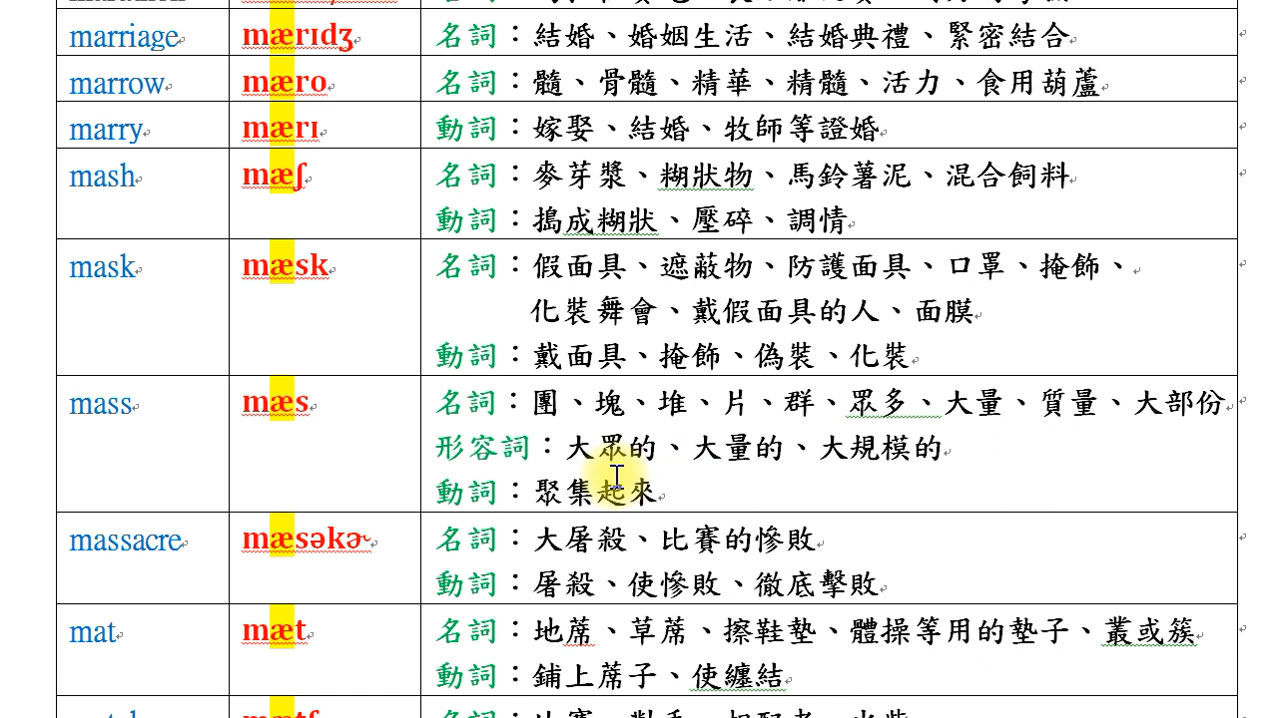 marriage mærɪdʒ 名詞：結婚、婚姻生活、結婚典禮、緊密結合
marrow mæro 名詞：髓、骨髓、精華、精髓、活力、食用葫蘆
marry mærɪ 動詞：嫁娶、結婚、牧師等證婚
mash mæʃ 名詞：麥芽漿、糊狀物、馬鈴薯泥、混合飼料
動詞：搗成糊狀、壓碎、調情
mask mæsk 名詞：假面具、遮蔽物、防護面具、口罩、掩飾、
化裝舞會、戴假面具的人、面膜
動詞：戴面具、掩飾、偽裝、化裝
mass mæs 名詞：團、塊、堆、片、群、眾多、大量、質量、大部份
形容詞：大眾的、大量的、大規模的
動詞：聚集起來
massacre mæsəkɚ 名詞：大屠殺、比賽的慘敗
動詞：屠殺、使慘敗、徹底擊敗
mat mæt 名詞：地蓆、草蓆、擦鞋墊、體操等用的墊子、叢或簇
動詞：鋪上蓆子、使纏結